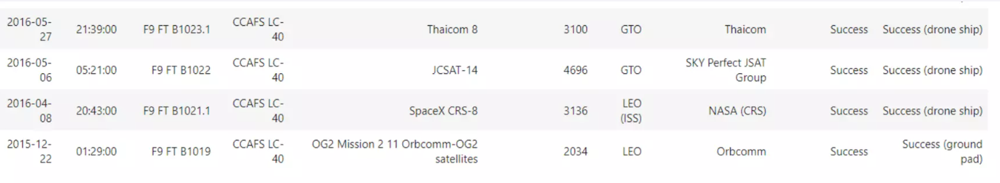 2016-05-27 21:39:00 F9 FT B1023.1 CCAFS LC-40 Thaicom 8 3100 GTO Thaicom Success Success (drone ship)
2016-05-06 05:21:00 F9 FT B1022 CCAFS LC-40 JCSAT-14 4696 GTO SKY Perfect JSAT Group Success Success (drone ship)
2016-04-08 20:43:00 F9 FT B1021.1 CCAFS LC-40 SpaceX CRS-8 3136 LEO (ISS) NASA (CRS) Success Success (drone ship)
2015-12-22 01:29:00 F9 FT B1019 CCAFS LC-40 OG2 Mission 2 11 Orbcomm-OG2 satellites 2034 LEO Orbcomm Success Success (ground pad)